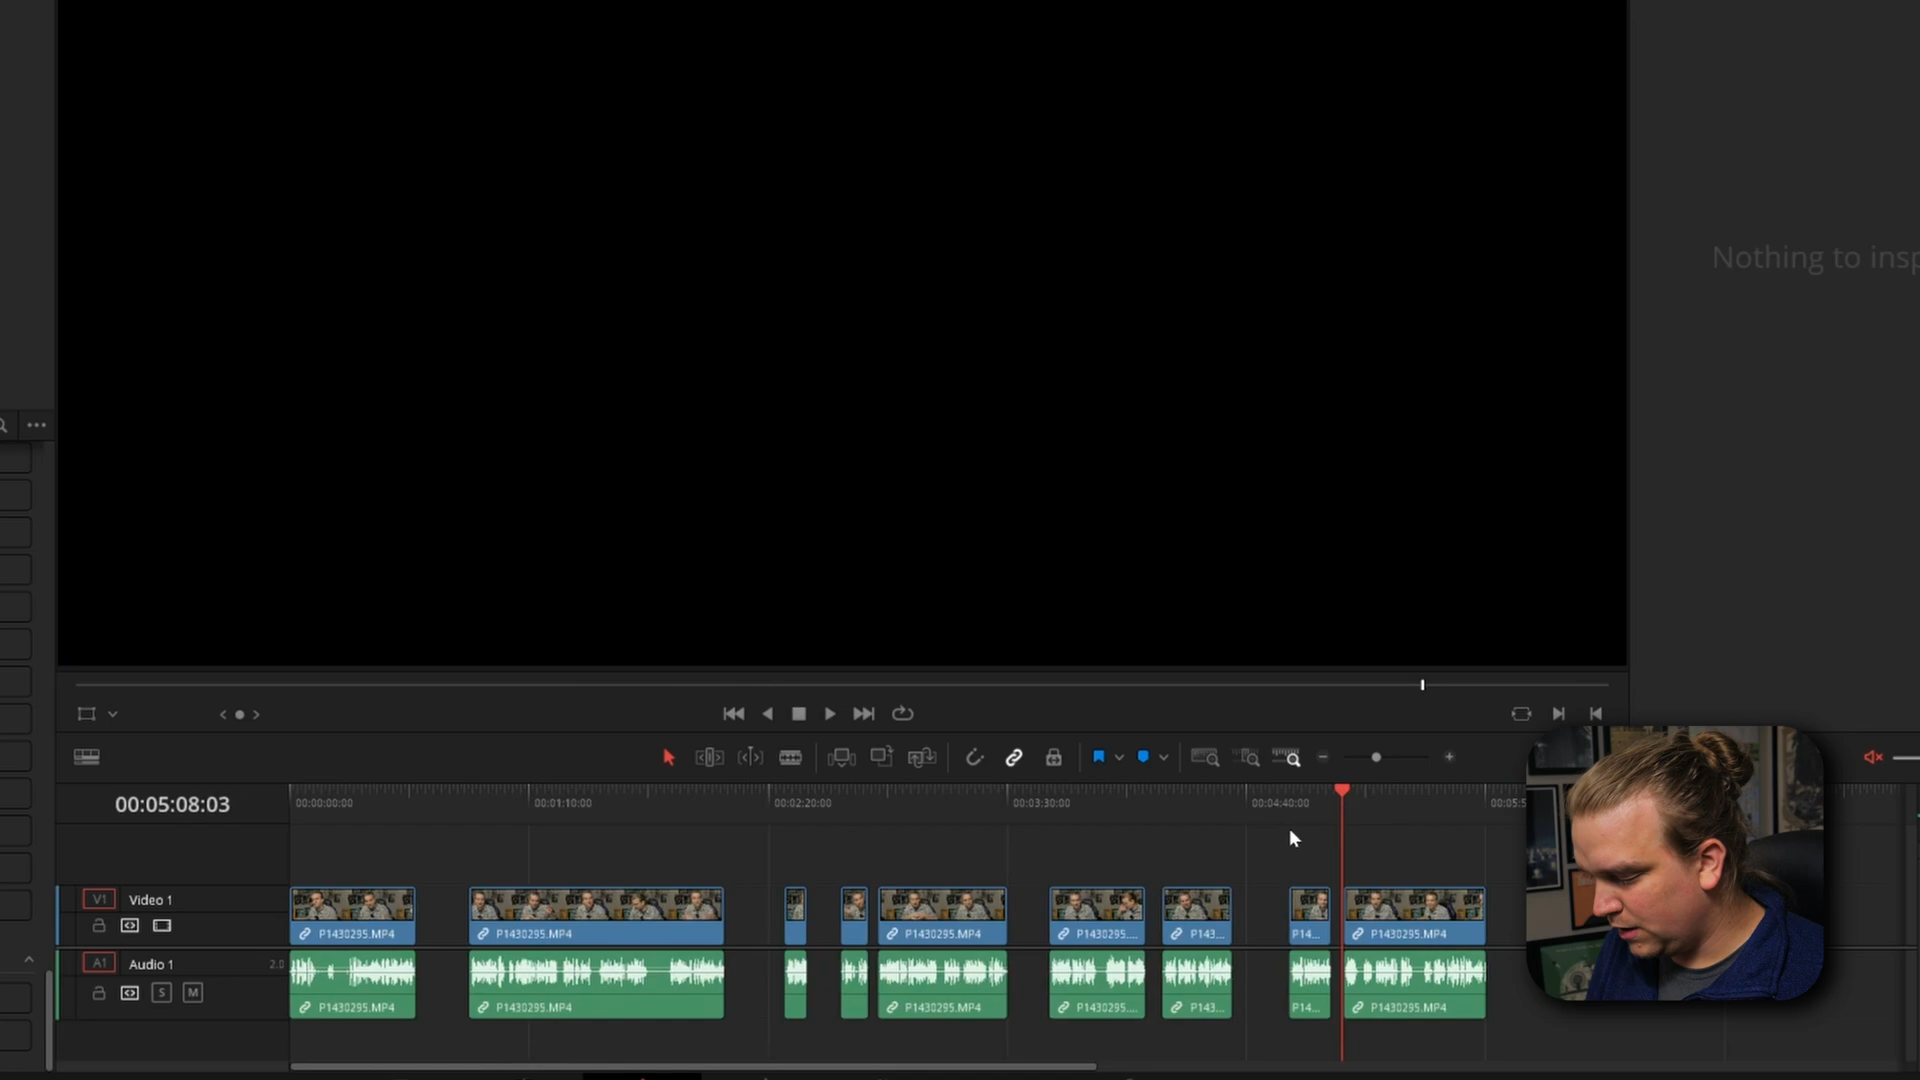 Nothing to insp
00:05:08:03
00:00:00:00
00:01:10:00
00:02:20:00
00:03:30:00
00:04:40:00
00:05:5
V1 Video 1
P1430295.MP4
P1430295.MP4
P1430295.MP4
P1430295....
P143...
P14...
P1430295.MP4
A1 Audio 1 2.0
S M
P1430295.MP4
P1430295.MP4
P1430295.MP4
P1430295....
P143...
P14...
P1430295.MP4